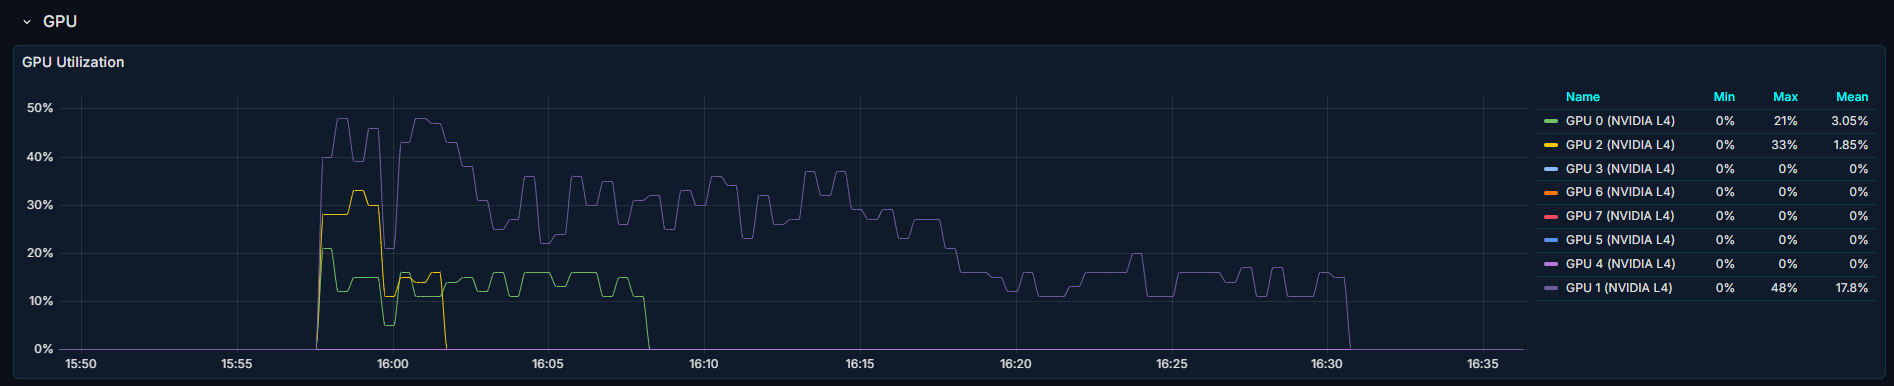 GPU
GPU Utilization
50%
40%
30%
20%
10%
0%
15:50 15:55 16:00 16:05 16:10 16:15 16:20 16:25 16:30 16:35
Name Min Max Mean
GPU 0 (NVIDIA L4) 0% 21% 3.05%
GPU 2 (NVIDIA L4) 0% 33% 1.85%
GPU 3 (NVIDIA L4) 0% 0% 0%
GPU 6 (NVIDIA L4) 0% 0% 0%
GPU 7 (NVIDIA L4) 0% 0% 0%
GPU 5 (NVIDIA L4) 0% 0% 0%
GPU 4 (NVIDIA L4) 0% 0% 0%
GPU 1 (NVIDIA L4) 0% 48% 17.8%